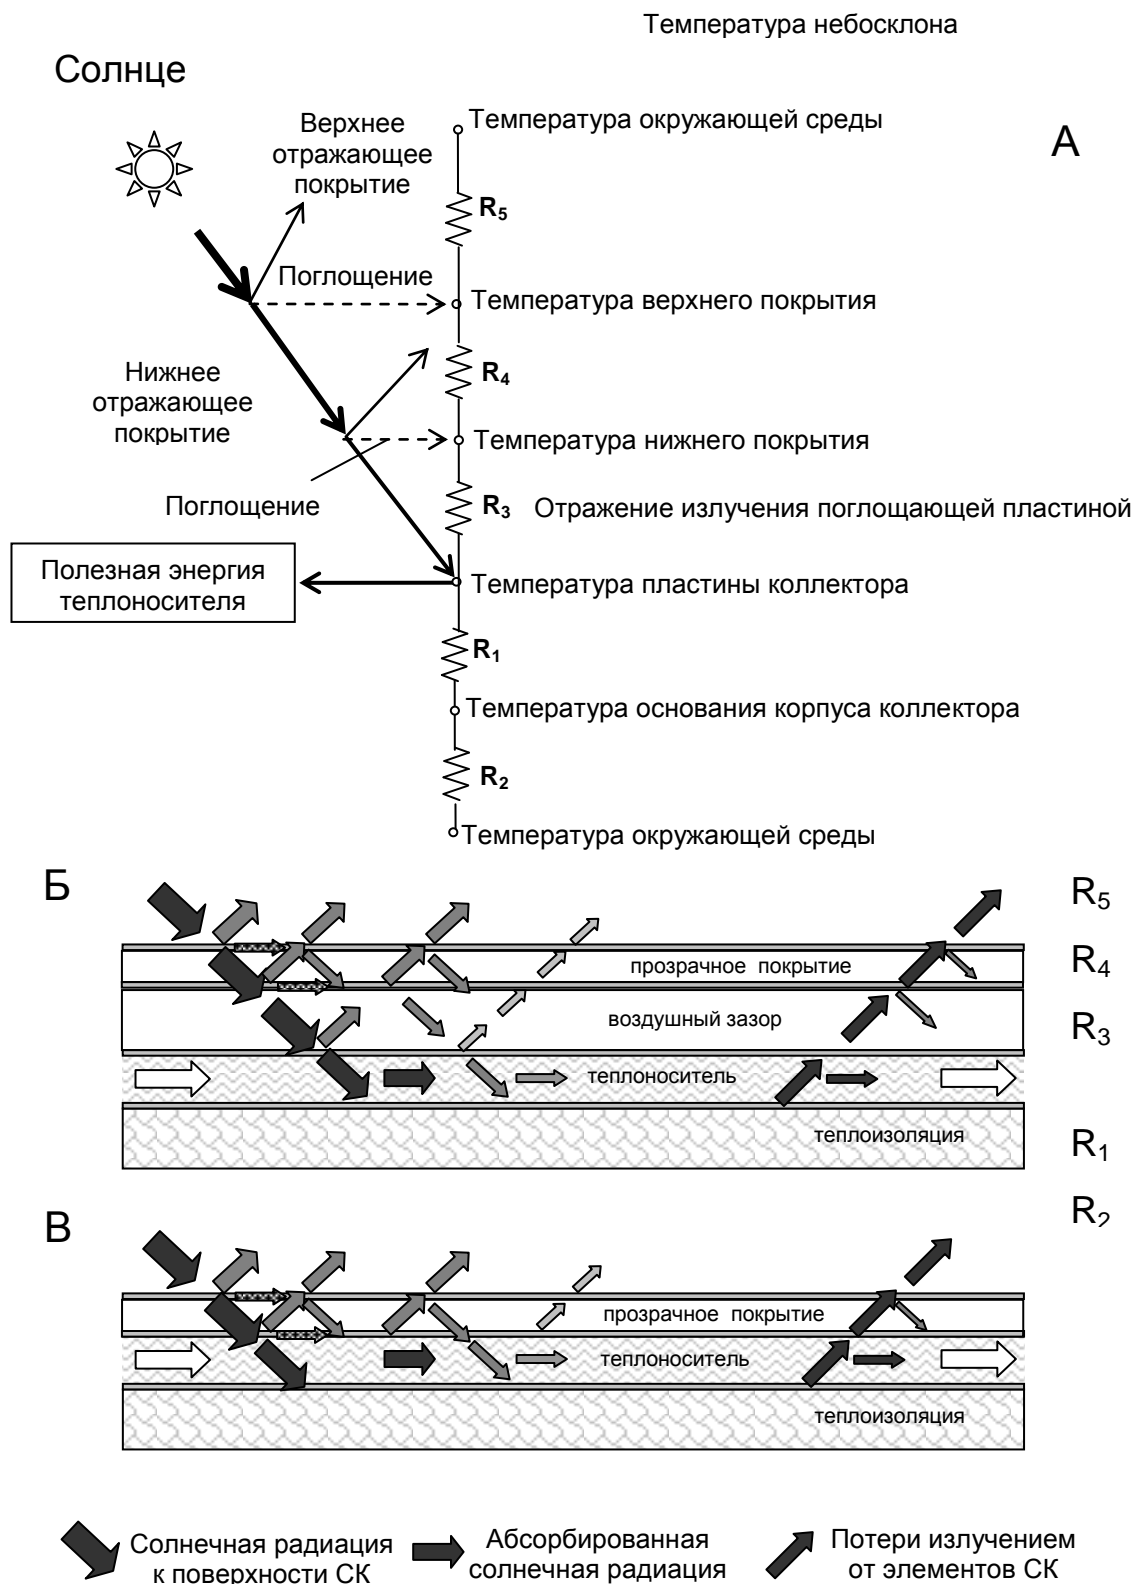 Температура небосклона
Солнце
Температура окружающей среды
А
Верхнее
отражающее
покрытие
R5
Поглощение
Температура верхнего покрытия
R4
Нижнее
отражающее
покрытие
Температура нижнего покрытия
Поглощение
R3
Отражение излучения поглощающей пластиной
Полезная энергия
теплоносителя
Температура пластины коллектора
R1
Температура основания корпуса коллектора
R2
Температура окружающей среды
Б
R5
прозрачное покрытие
R4
воздушный зазор
R3
теплоноситель
теплоизоляция
R1
В
R2
прозрачное покрытие
теплоноситель
теплоизоляция
Солнечная радиация
к поверхности СК
Абсорбированная
солнечная радиация
Потери излучением
от элементов СК